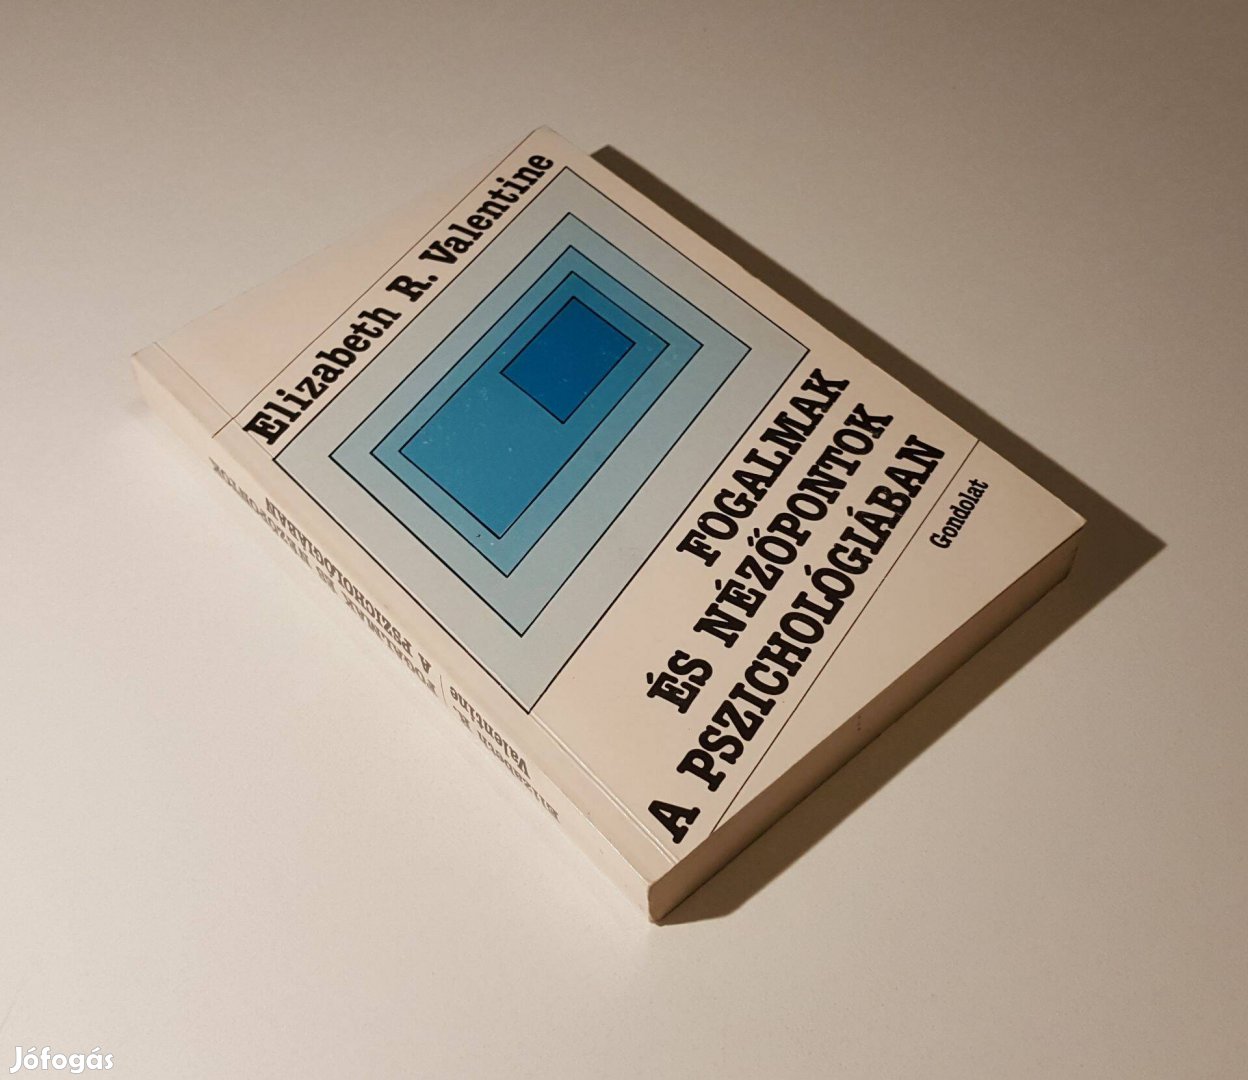 Elizabeth R. Valentine
FOGALMAK
ÉS NÉZŐPONTOK
A PSZICHOLÓGIÁBAN
Gondolat
Elizabeth R.
Valentine
FOGALMAK ÉS NÉZŐPONTOK
A PSZICHOLÓGIÁBAN
Jófogás